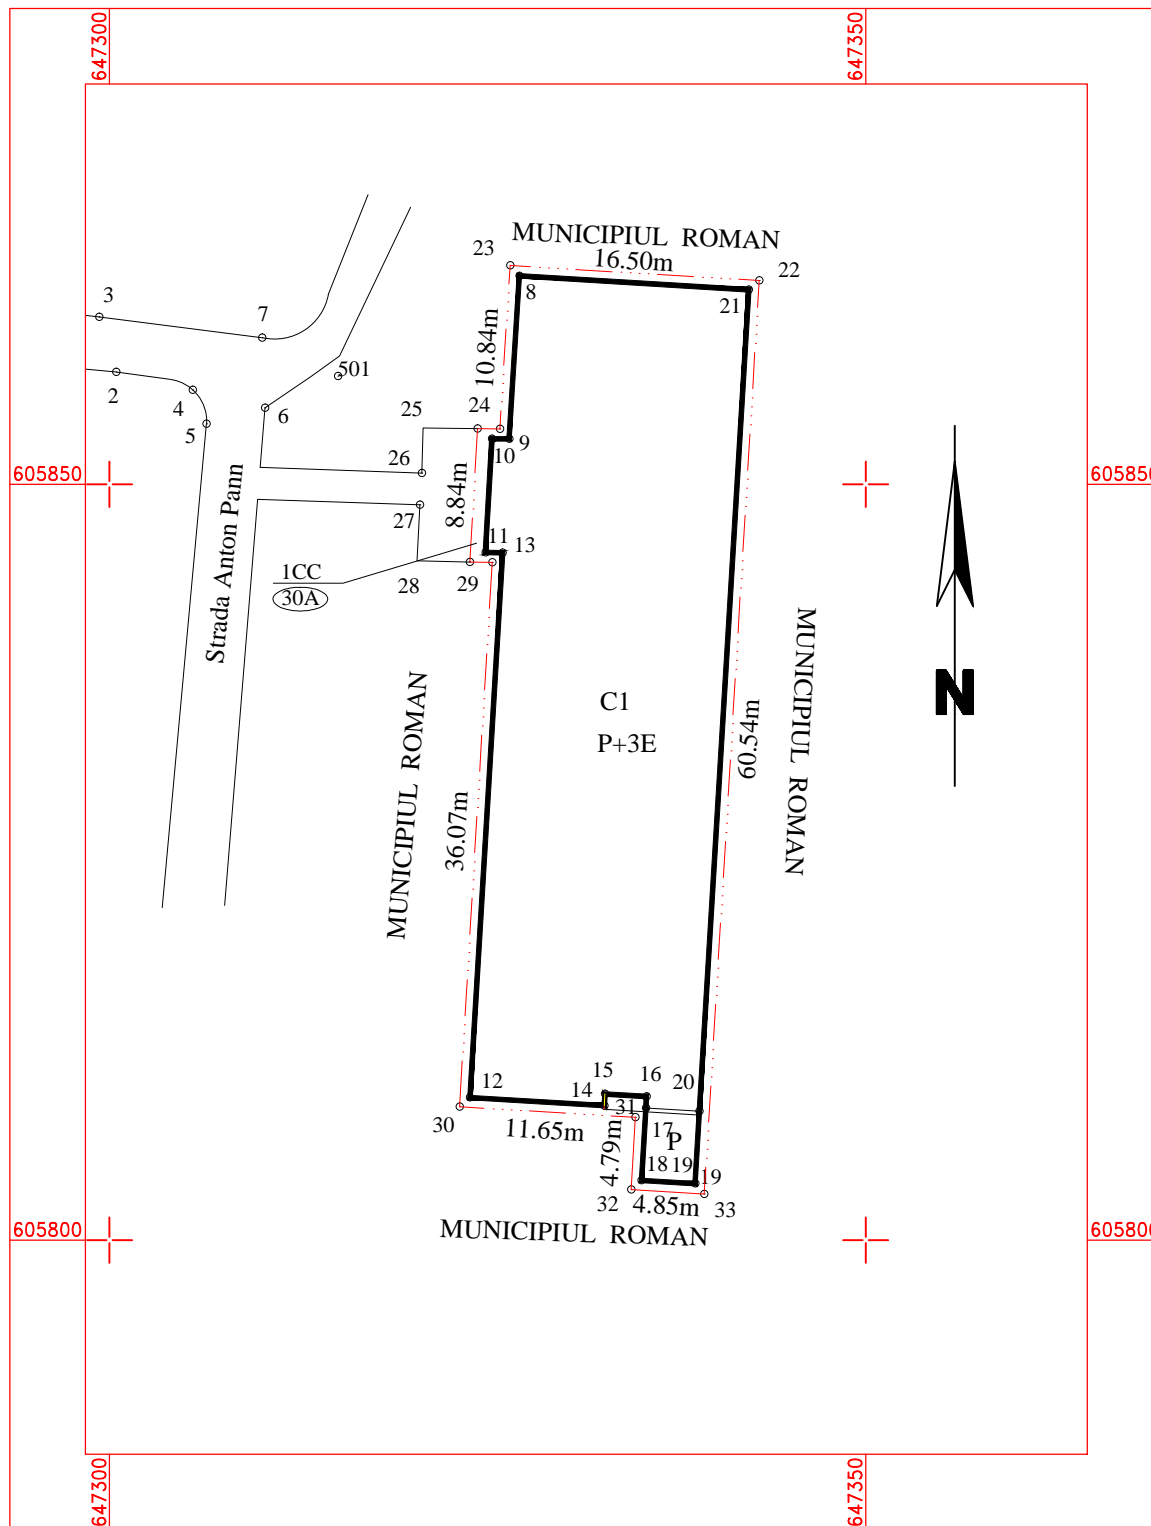 647300
647350
MUNICIPIUL ROMAN
16.50m
23
22
8
21
3
7
10.84m
501
2
4
5
6
25
24
9
10
26
605850
605850
8.84m
27
11
13
Strada Anton Pann
1CC
30A
28
29
MUNICIPIUL ROMAN
MUNICIPIUL ROMAN
C1
P+3E
60.54m
N
36.07m
12
15
14
16
20
31
30
11.65m
4.79m
17
P
18
19
19
32
4.85m
33
MUNICIPIUL ROMAN
605800
605800
647300
647350